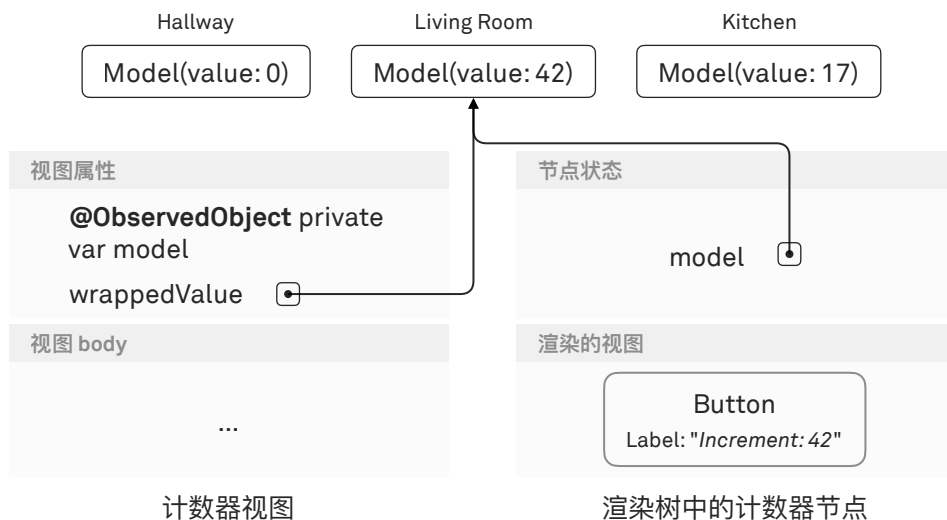 Hallway
Living Room
Kitchen
Model(value: 0)
Model(value: 42)
Model(value: 17)
视图属性
节点状态
@ObservedObject private
var model
model
wrappedValue
视图 body
渲染的视图
...
Button
Label: "Increment: 42"
计数器视图
渲染树中的计数器节点